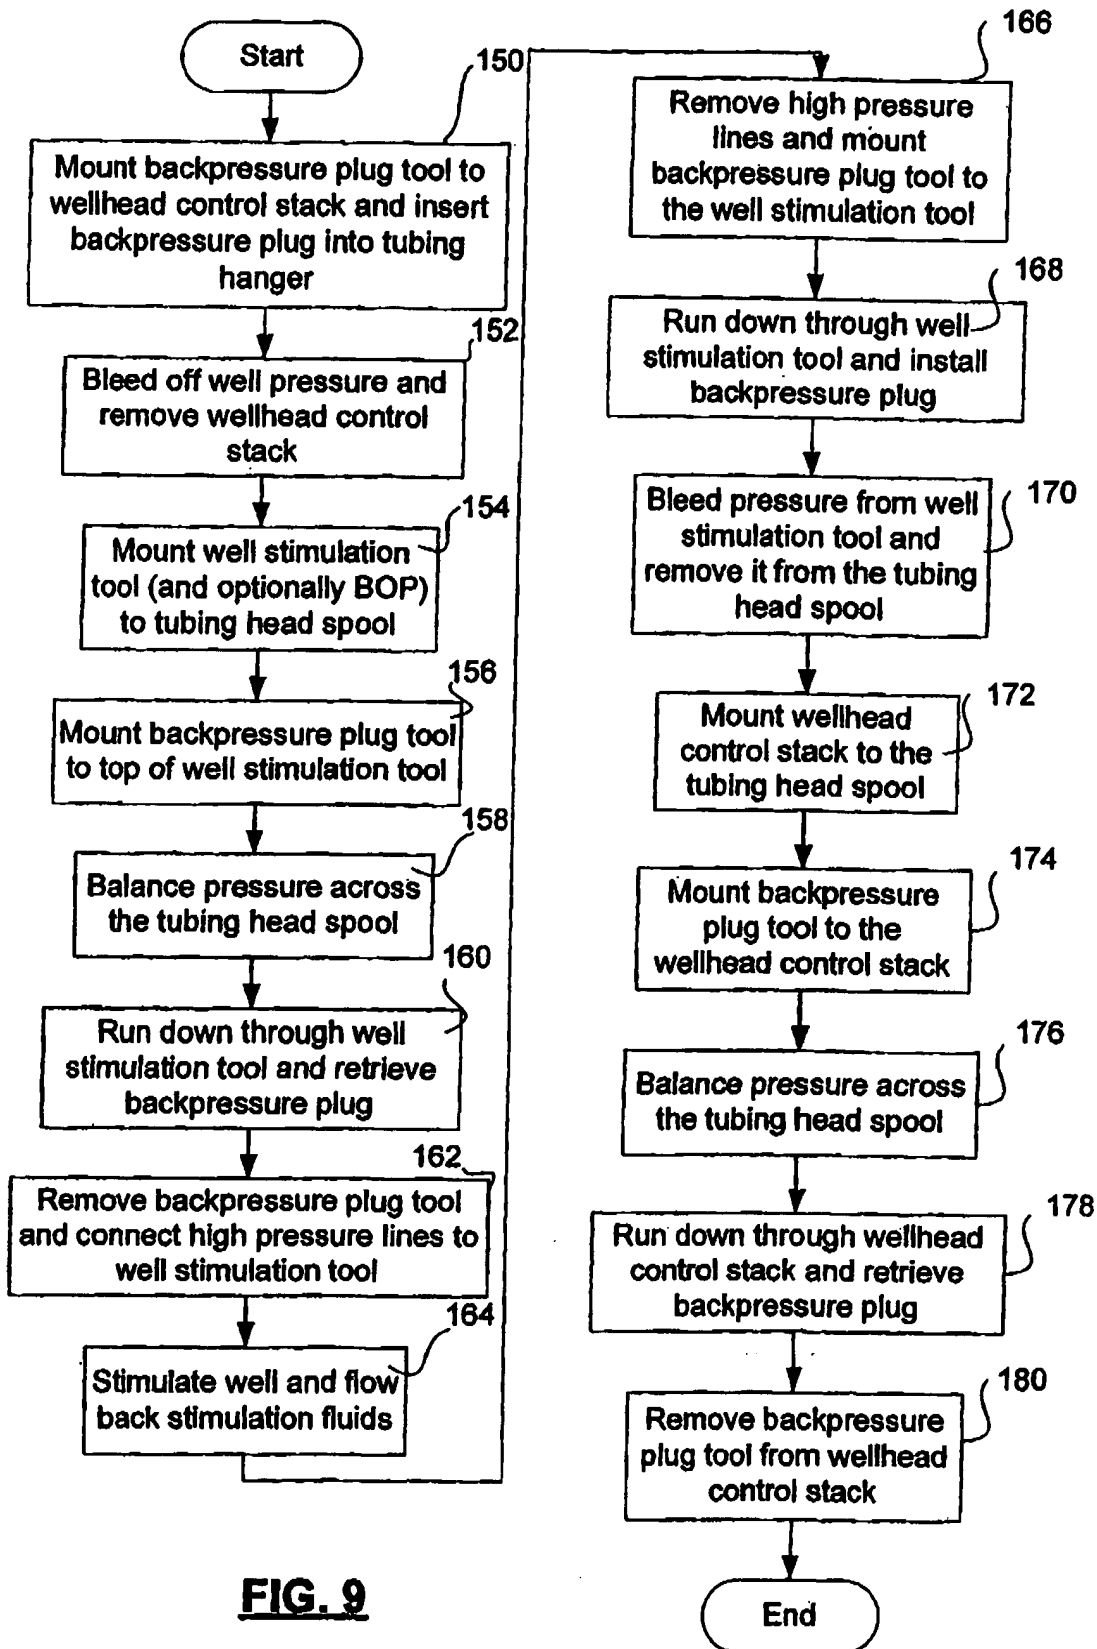 Start
150
Mount backpressure plug tool to
wellhead control stack and insert
backpressure plug into tubing
hanger
152
Bleed off well pressure and
remove wellhead control
stack
154
Mount well stimulation
tool (and optionally BOP)
to tubing head spool
156
Mount backpressure plug tool
to top of well stimulation tool
158
Balance pressure across
the tubing head spool
160
Run down through well
stimulation tool and retrieve
backpressure plug
162
Remove backpressure plug tool
and connect high pressure lines to
well stimulation tool
164
Stimulate well and flow
back stimulation fluids
166
Remove high pressure
lines and mount
backpressure plug tool to
the well stimulation tool
168
Run down through well
stimulation tool and install
backpressure plug
170
Bleed pressure from well
stimulation tool and
remove it from the tubing
head spool
172
Mount wellhead
control stack to the
tubing head spool
174
Mount backpressure
plug tool to the
wellhead control stack
176
Balance pressure across
the tubing head spool
178
Run down through wellhead
control stack and retrieve
backpressure plug
180
Remove backpressure
plug tool from wellhead
control stack
End
FIG. 9